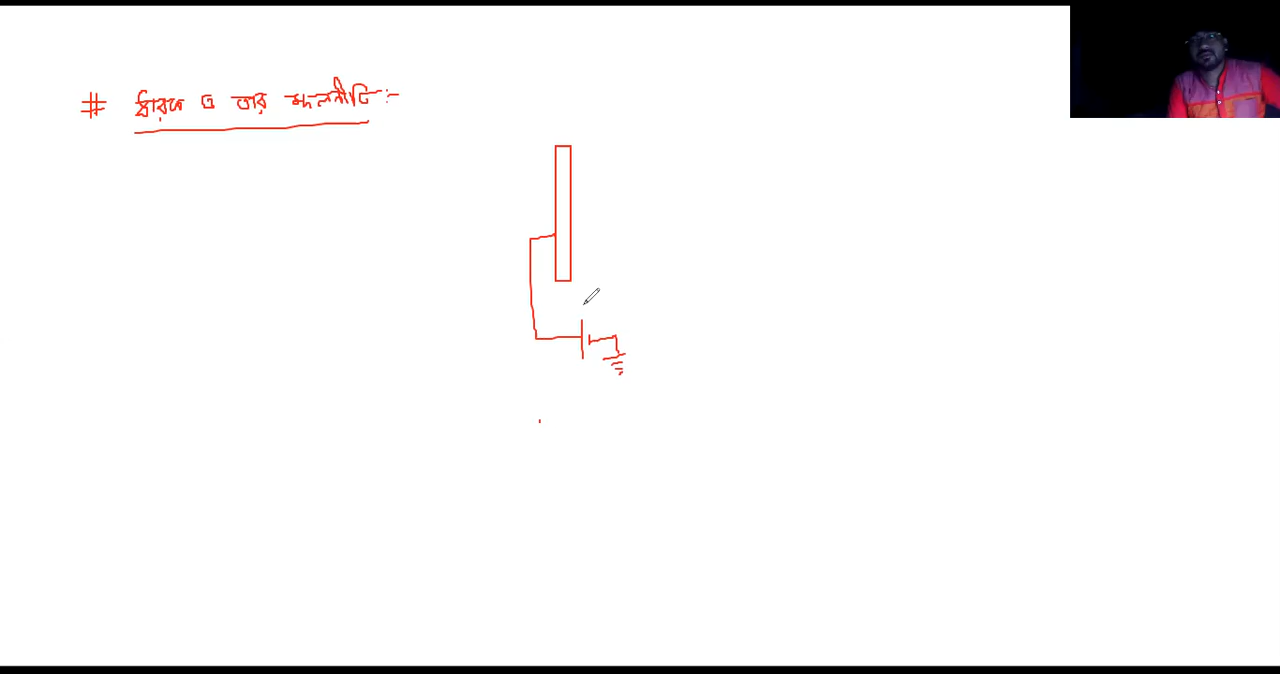 # ধারক ও তার মূলনীতি :-